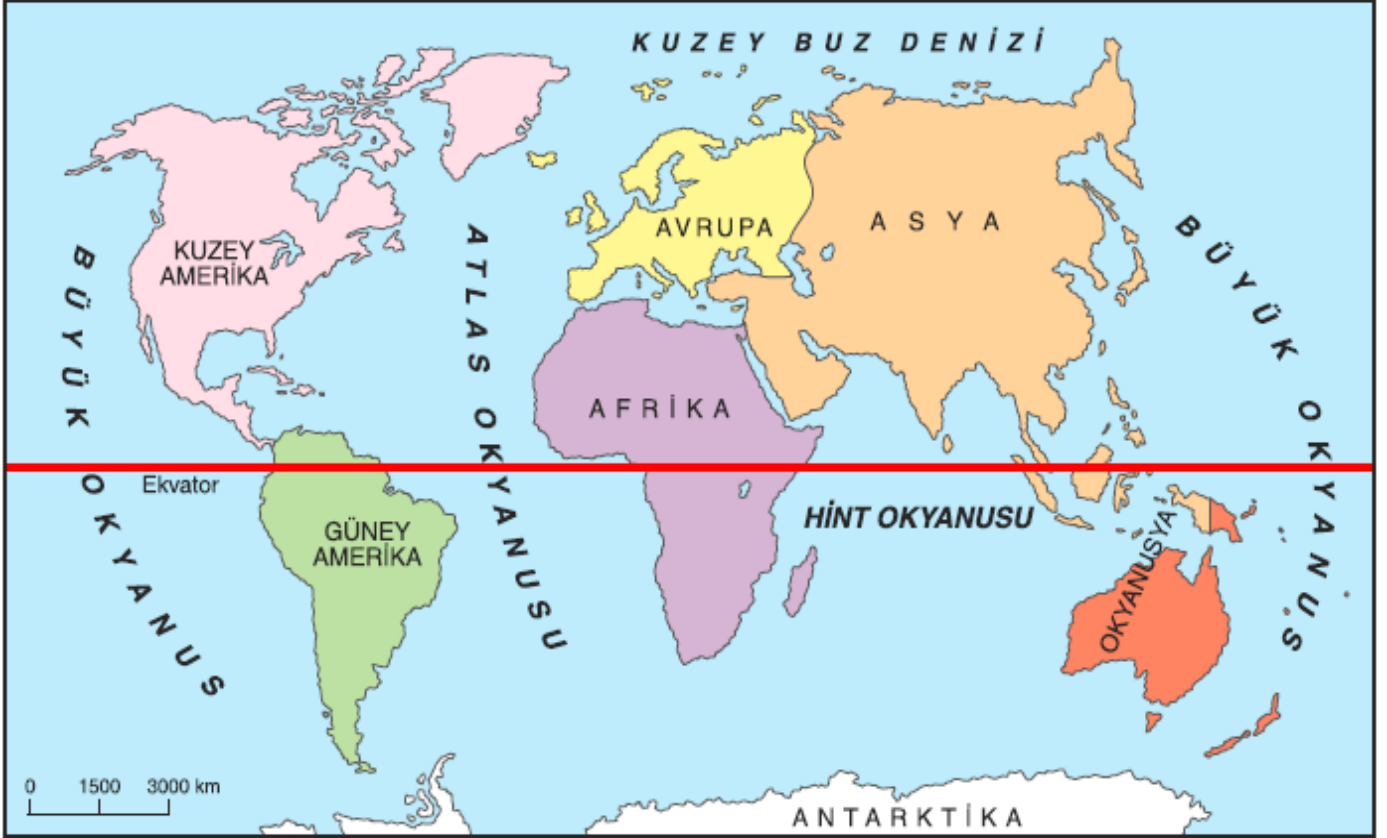 KUZEY BUZ DENİZİ
KUZEY
AMERİKA
AVRUPA
ASYA
BÜYÜK OKYANUS
ATLAS OKYANUSU
BÜYÜK OKYANUS
AFRİKA
Ekvator
GÜNEY
AMERİKA
HİNT OKYANUSU
OKYANUSYA
0 1500 3000 km
ANTARKTİKA